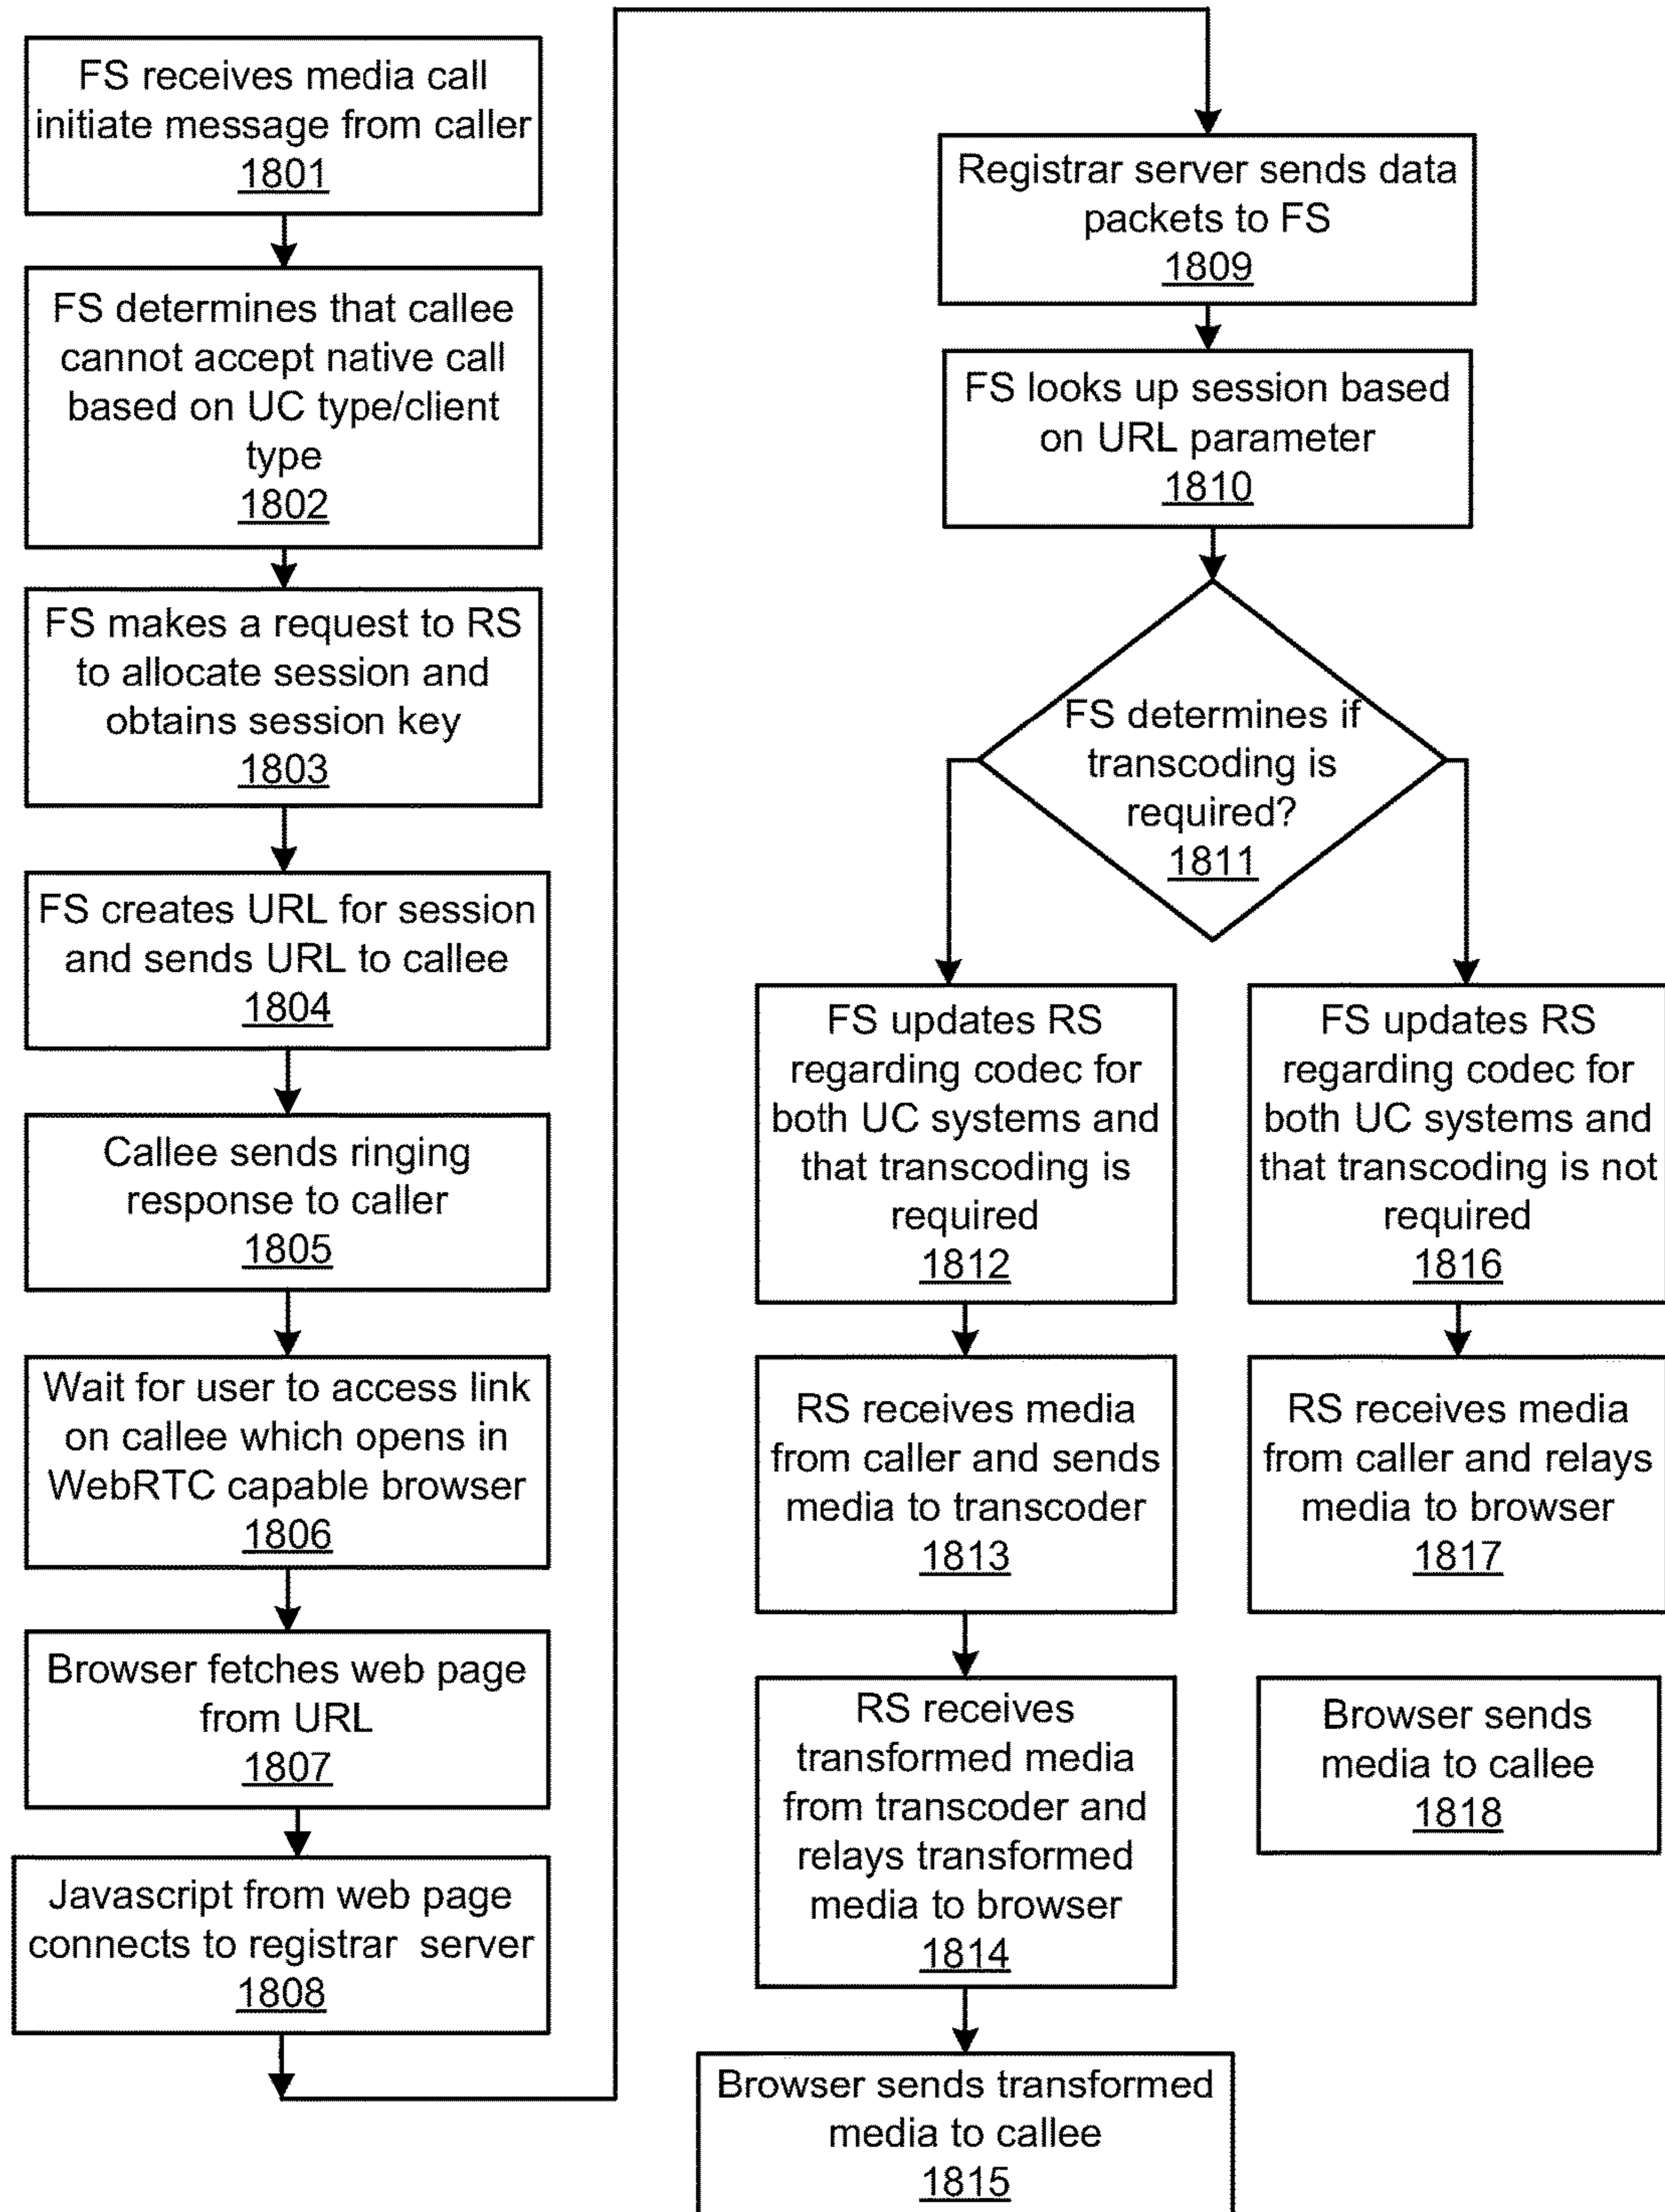 FS receives media call
initiate message from caller
1801
FS determines that callee
cannot accept native call
based on UC type/client
type
1802
FS makes a request to RS
to allocate session and
obtains session key
1803
FS creates URL for session
and sends URL to callee
1804
Callee sends ringing
response to caller
1805
Wait for user to access link
on callee which opens in
WebRTC capable browser
1806
Browser fetches web page
from URL
1807
Javascript from web page
connects to registrar server
1808
Registrar server sends data
packets to FS
1809
FS looks up session based
on URL parameter
1810
FS determines if
transcoding is
required?
1811
FS updates RS
regarding codec for
both UC systems and
that transcoding is
required
1812
RS receives media
from caller and sends
media to transcoder
1813
RS receives
transformed media
from transcoder and
relays transformed
media to browser
1814
Browser sends transformed
media to callee
1815
FS updates RS
regarding codec for
both UC systems and
that transcoding is not
required
1816
RS receives media
from caller and relays
media to browser
1817
Browser sends
media to callee
1818